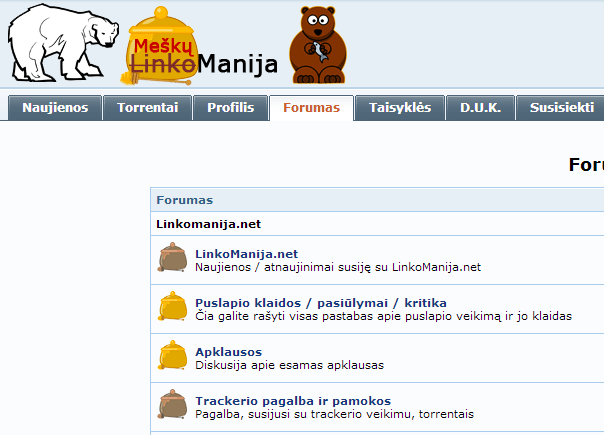 Meškų
LinkoManija
Naujienos Torrentai Profilis Forumas Taisyklės D.U.K. Susisiekti
Foru
Forumas
Linkomanija.net
LinkoManija.net
Naujienos / atnaujinimai susiję su LinkoManija.net
Puslapio klaidos / pasiūlymai / kritika
Čia galite rašyti visas pastabas apie puslapio veikimą ir jo klaidas
Apklausos
Diskusija apie esamas apklausas
Trackerio pagalba ir pamokos
Pagalba, susijusi su trackerio veikimu, torrentais